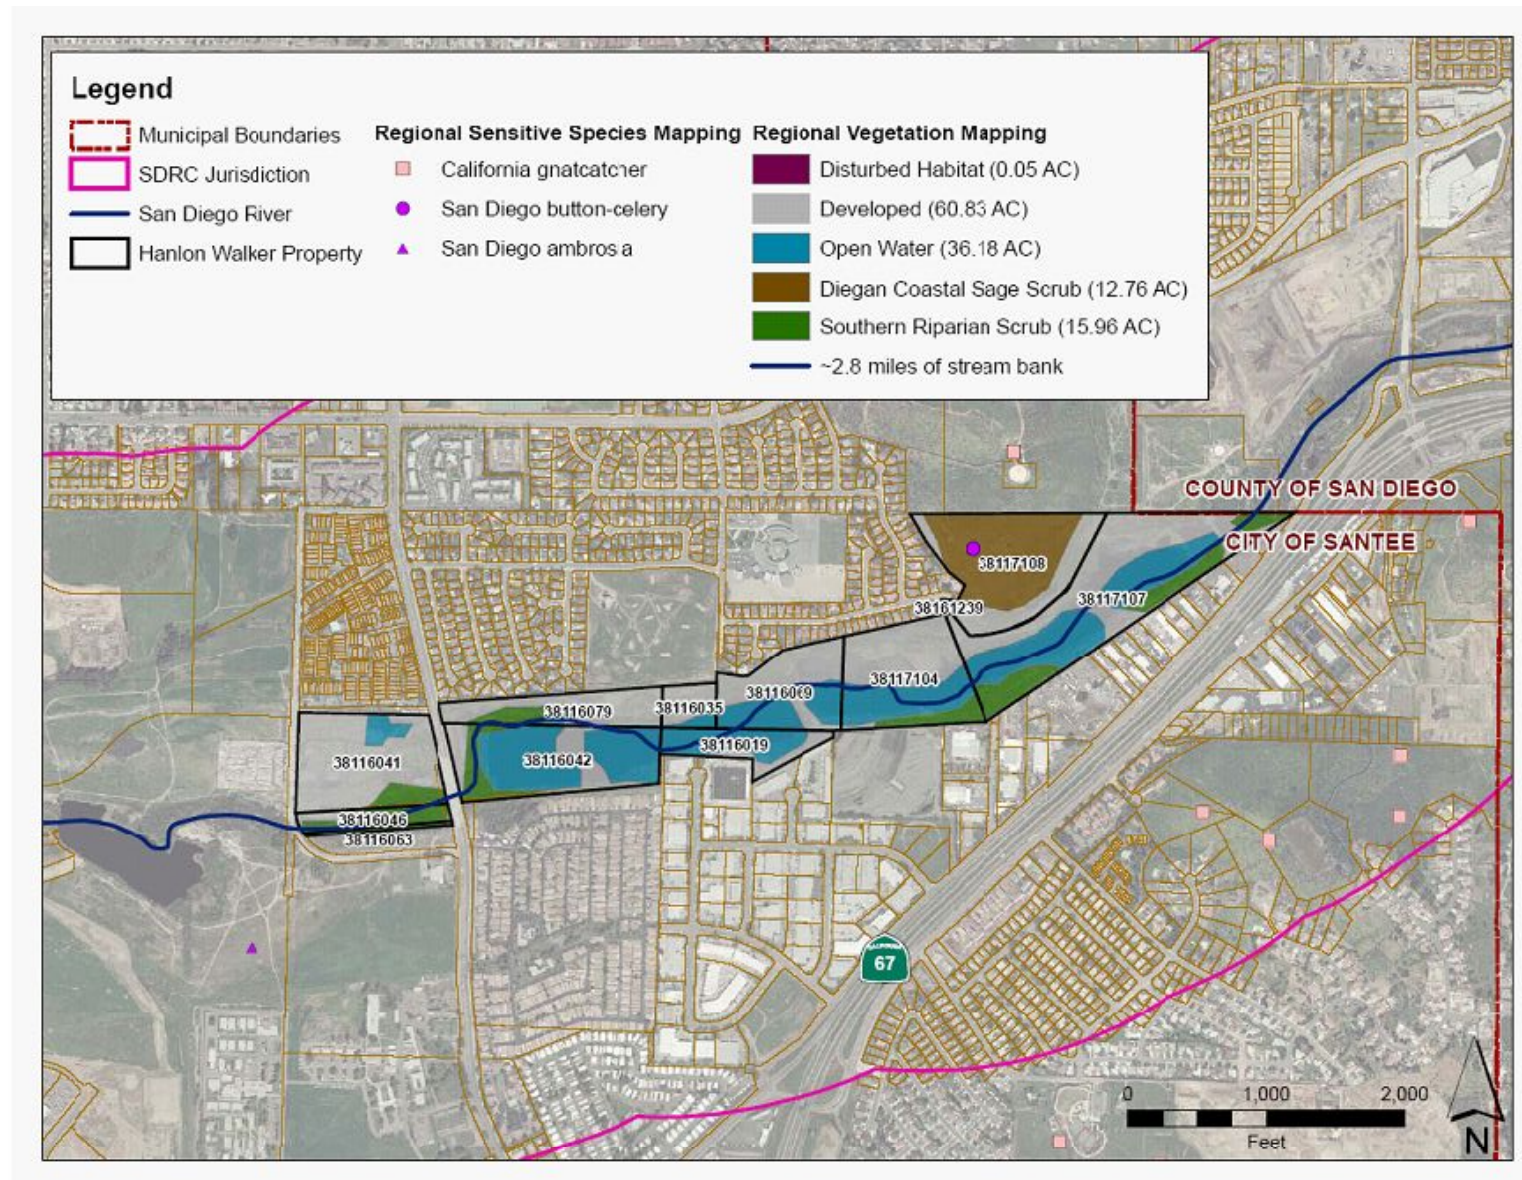 Legend
Municipal Boundaries
SDRC Jurisdiction
San Diego River
Hanlon Walker Property
Regional Sensitive Species Mapping
California gnatcatcher
San Diego button-celery
San Diego ambros a
Regional Vegetation Mapping
Disturbed Habitat (0.05 AC)
Developed (60.83 AC)
Open Water (36.18 AC)
Diegan Coastal Sage Scrub (12.76 AC)
Southern Riparian Scrub (15.96 AC)
~2.8 miles of stream bank
COUNTY OF SAN DIEGO
CITY OF SANTEE
38117108
38161239
38117107
38117104
38116069
38116035
38116079
38116019
38116042
38116041
38116046
38116063
67
0 1,000 2,000
Feet
N